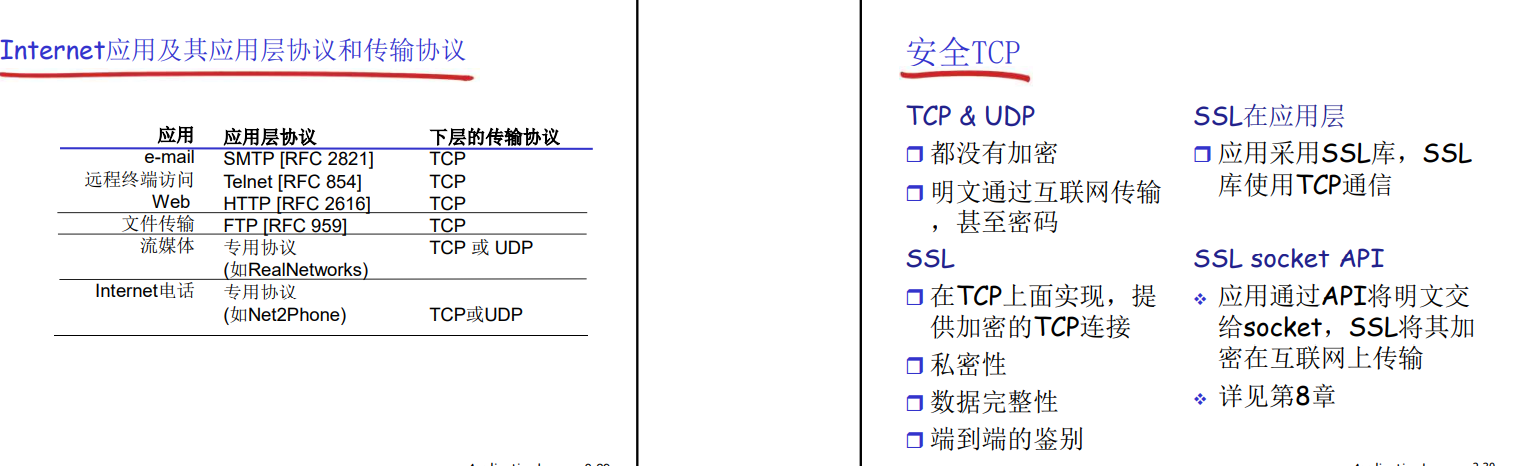 Internet应用及其应用层协议和传输协议
应用 应用层协议 下层的传输协议
e-mail SMTP [RFC 2821] TCP
远程终端访问 Telnet [RFC 854] TCP
Web HTTP [RFC 2616] TCP
文件传输 FTP [RFC 959] TCP
流媒体 专用协议 TCP 或 UDP
(如RealNetworks)
Internet电话 专用协议
(如Net2Phone) TCP或UDP
安全TCP
TCP & UDP
都没有加密
明文通过互联网传输
，甚至密码
SSL
在TCP上面实现，提
供加密的TCP连接
私密性
数据完整性
端到端的鉴别
SSL在应用层
应用采用SSL库，SSL
库使用TCP通信
SSL socket API
应用通过API将明文交
给socket，SSL将其加
密在互联网上传输
详见第8章